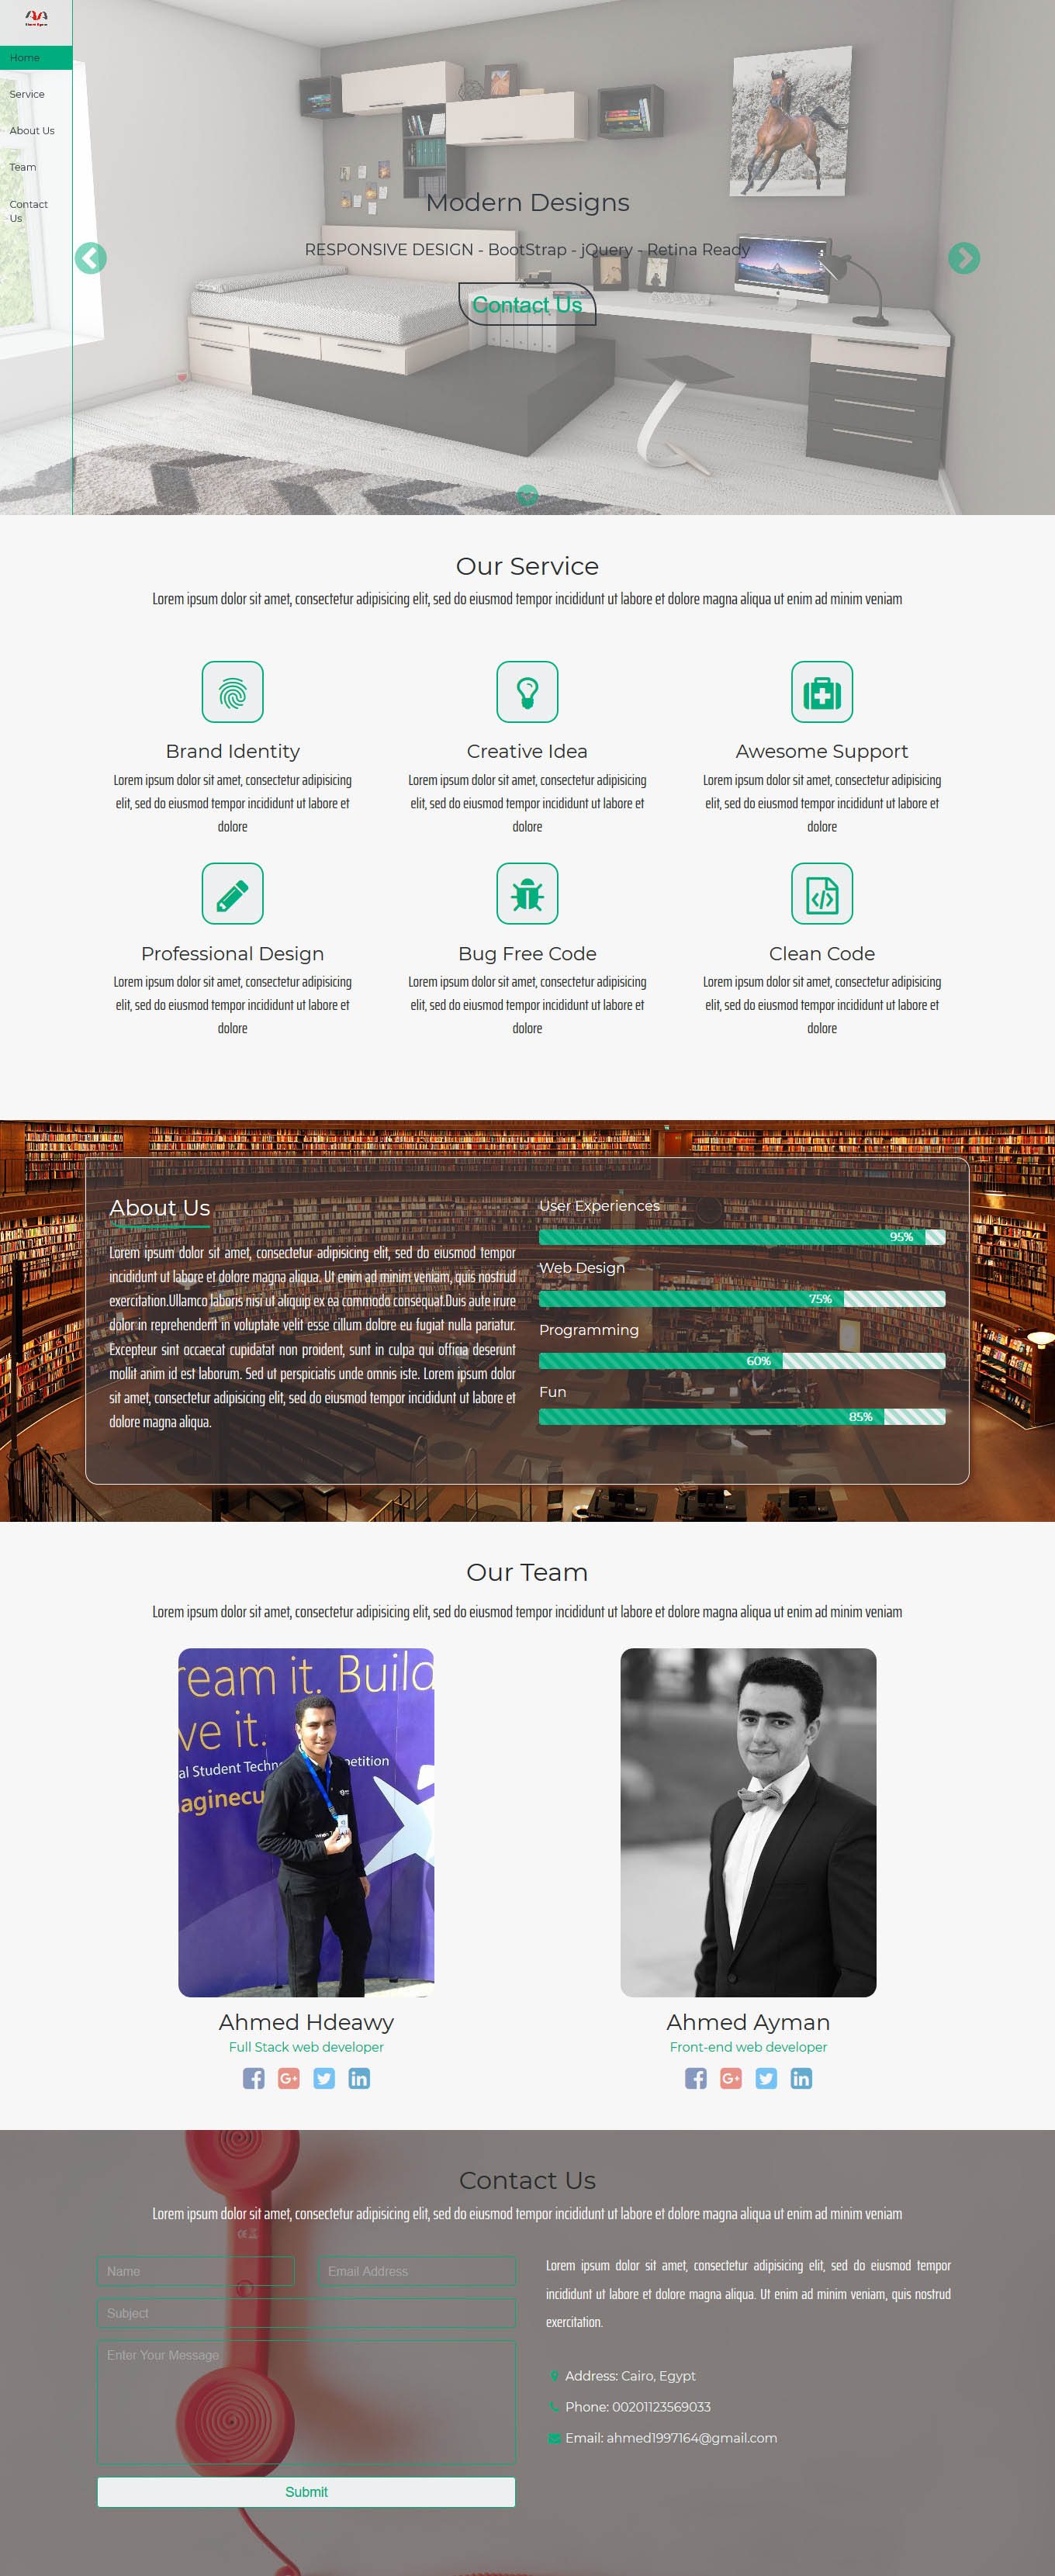 Home
Service
About Us
Team
Contact
Us
Modern Designs
RESPONSIVE DESIGN - BootStrap - jQuery - Retina Ready
Contact Us
Our Service
Lorem ipsum dolor sit amet, consectetur adipisicing elit, sed do eiusmod tempor incididunt ut labore et dolore magna aliqua ut enim ad minim veniam
Brand Identity
Lorem ipsum dolor sit amet, consectetur adipisicing
elit, sed do eiusmod tempor incididunt ut labore et
dolore
Creative Idea
Lorem ipsum dolor sit amet, consectetur adipisicing
elit, sed do eiusmod tempor incididunt ut labore et
dolore
Awesome Support
Lorem ipsum dolor sit amet, consectetur adipisicing
elit, sed do eiusmod tempor incididunt ut labore et
dolore
Professional Design
Lorem ipsum dolor sit amet, consectetur adipisicing
elit, sed do eiusmod tempor incididunt ut labore et
dolore
Bug Free Code
Lorem ipsum dolor sit amet, consectetur adipisicing
elit, sed do eiusmod tempor incididunt ut labore et
dolore
Clean Code
Lorem ipsum dolor sit amet, consectetur adipisicing
elit, sed do eiusmod tempor incididunt ut labore et
dolore
About Us
Lorem ipsum dolor sit amet, consectetur adipisicing elit, sed do eiusmod tempor
incididunt ut labore et dolore magna aliqua. Ut enim ad minim veniam, quis nostrud
exercitation.Ullamco laboris nisi ut aliquip ex ea commodo consequat.Duis aute irure
dolor in reprehenderit in voluptate velit esse cillum dolore eu fugiat nulla pariatur.
Excepteur sint occaecat cupidatat non proident, sunt in culpa qui officia deserunt
mollit anim id est laborum. Sed ut perspiciatis unde omnis iste. Lorem ipsum dolor
sit amet, consectetur adipisicing elit, sed do eiusmod tempor incididunt ut labore et
dolore magna aliqua.
User Experiences
95%
Web Design
75%
Programming
60%
Fun
85%
Our Team
Lorem ipsum dolor sit amet, consectetur adipisicing elit, sed do eiusmod tempor incididunt ut labore et dolore magna aliqua ut enim ad minim veniam
ream it. Build
ve it.
al Student Techn
petition
aginecu
Ahmed Hdeawy
Full Stack web developer
Ahmed Ayman
Front-end web developer
Contact Us
Lorem ipsum dolor sit amet, consectetur adipisicing elit, sed do eiusmod tempor incididunt ut labore et dolore magna aliqua ut enim ad minim veniam
Name
Email Address
Subject
Enter Your Message
Submit
Lorem ipsum dolor sit amet, consectetur adipisicing elit, sed do eiusmod tempor
incididunt ut labore et dolore magna aliqua. Ut enim ad minim veniam, quis nostrud
exercitation.
Address: Cairo, Egypt
Phone: 00201123569033
Email: ahmed1997164@gmail.com